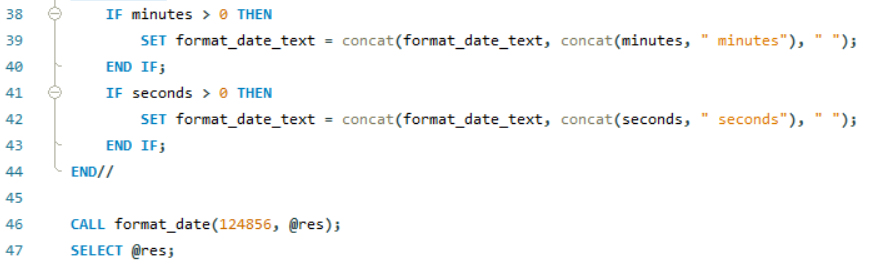 38 IF minutes > 0 THEN
39 SET format_date_text = concat(format_date_text, concat(minutes, " minutes"), " ");
40 END IF;
41 IF seconds > 0 THEN
42 SET format_date_text = concat(format_date_text, concat(seconds, " seconds"), " ");
43 END IF;
44 END//
45
46 CALL format_date(124856, @res);
47 SELECT @res;